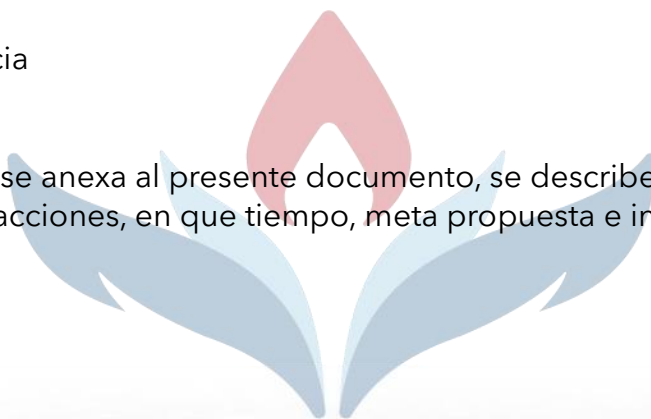 cia
se anexa al presente documento, se describe
acciones, en que tiempo, meta propuesta e in